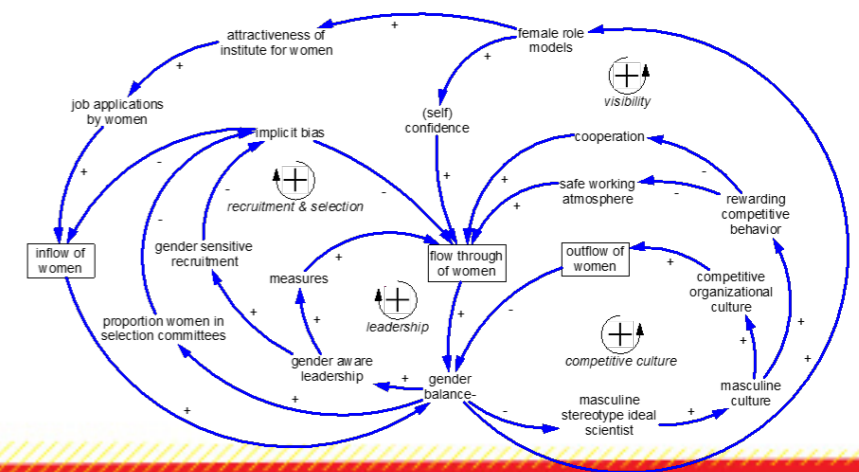 attractiveness of
institute for women
+
female role
models
+
+
+
visibility
job applications
by women
(self)
confidence
implicit bias
cooperation
+
-
+
recruitment & selection
-
-
-
+
+
+
safe working
atmosphere
-
-
rewarding
competitive
behavior
inflow of
women
gender sensitive
recruitment
+
flow through
of women
outflow of
women
+
competitive
organizational
culture
measures
+
leadership
+
-
+
competitive culture
proportion women in
selection committees
+
+
+
+
+
gender aware
leadership
+
gender
balance-
-
masculine
stereotype ideal
scientist
+
masculine
culture
+
+